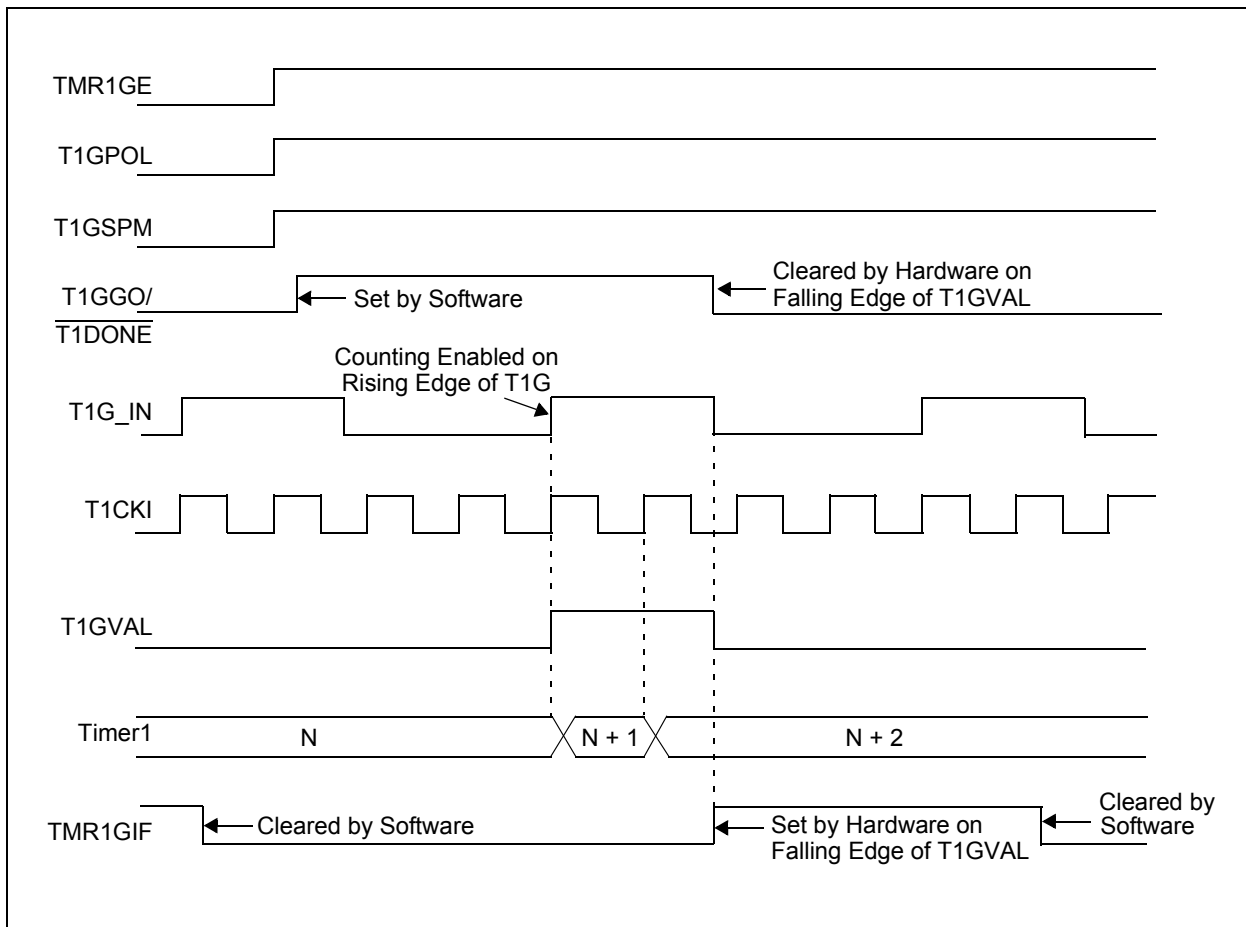 TMR1GE
T1GPOL
T1GSPM
T1GGO/
T1DONE
Set by Software
Cleared by Hardware on
Falling Edge of T1GVAL
Counting Enabled on
Rising Edge of T1G
T1G_IN
T1CKI
T1GVAL
Timer1
N
N + 1
N + 2
TMR1GIF
Cleared by Software
Set by Hardware on
Falling Edge of T1GVAL
Cleared by
Software